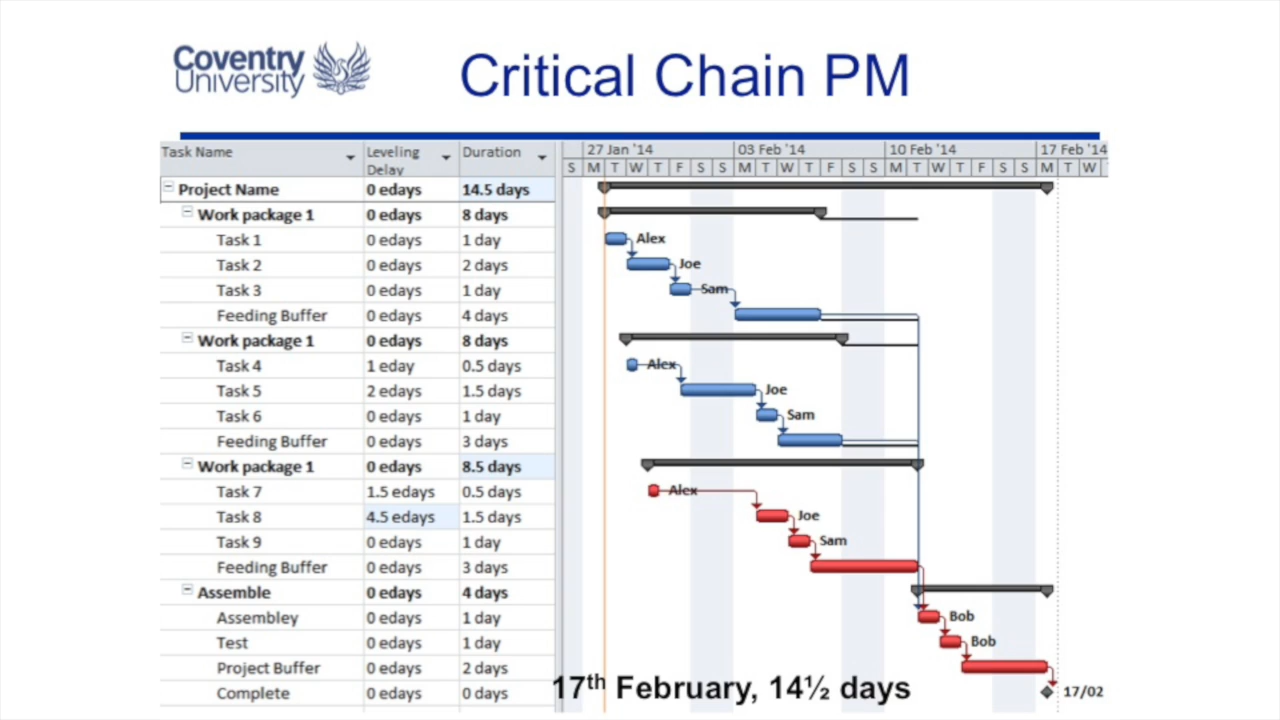 Coventry
University
Critical Chain PM
Task Name Leveling Delay Duration 27 Jan '14 03 Feb '14 10 Feb '14 17 Feb '14
S M T W T F S S M T W T F S S M T W T F S S M T W
Project Name 0 edays 14.5 days
Work package 1 0 edays 8 days
Task 1 0 edays 1 day Alex
Task 2 0 edays 2 days Joe
Task 3 0 edays 1 day Sam
Feeding Buffer 0 edays 4 days
Work package 1 0 edays 8 days
Task 4 1 eday 0.5 days Alex
Task 5 2 edays 1.5 days Joe
Task 6 0 edays 1 day Sam
Feeding Buffer 0 edays 3 days
Work package 1 0 edays 8.5 days
Task 7 1.5 edays 0.5 days Alex
Task 8 4.5 edays 1.5 days Joe
Task 9 0 edays 1 day Sam
Feeding Buffer 0 edays 3 days
Assemble 0 edays 4 days
Assembley 0 edays 1 day Bob
Test 0 edays 1 day Bob
Project Buffer 0 edays 2 days
Complete 0 edays 0 days 17/02
17th February, 14½ days